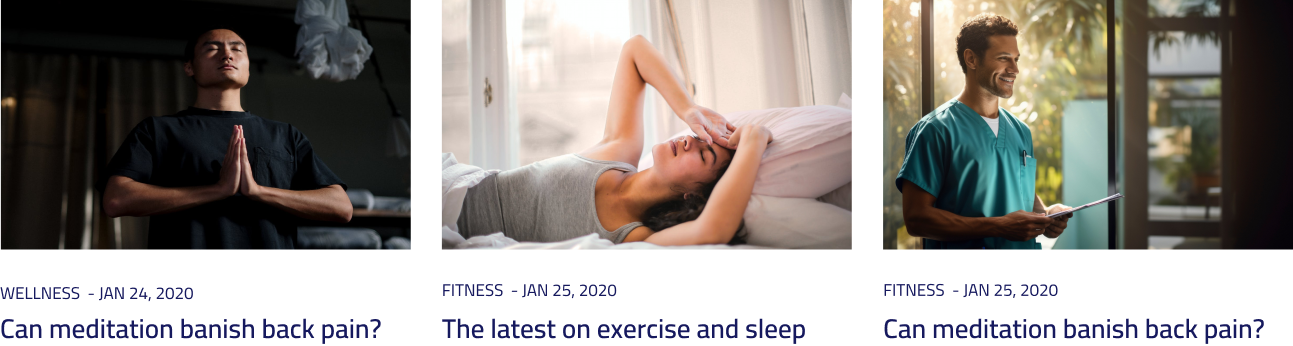 WELLNESS - JAN 24, 2020
Can meditation banish back pain?
FITNESS - JAN 25, 2020
The latest on exercise and sleep
FITNESS - JAN 25, 2020
Can meditation banish back pain?